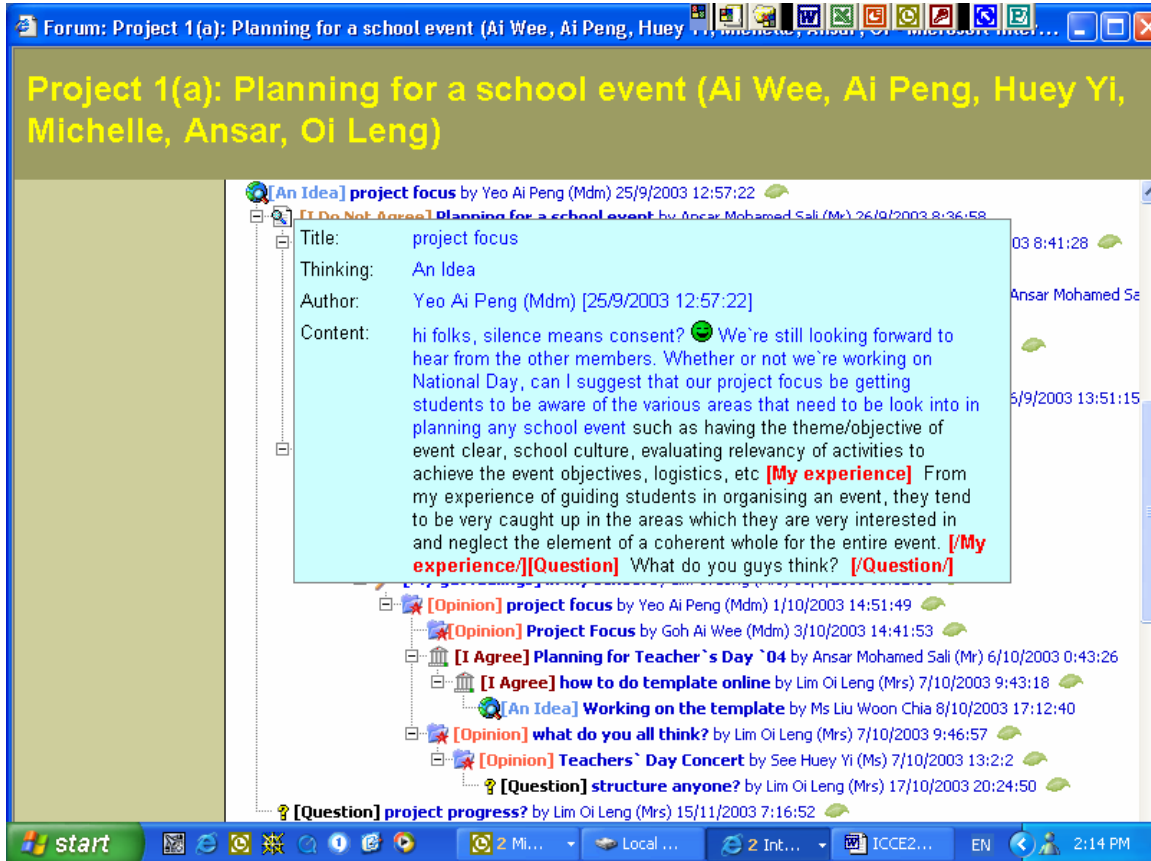 Forum: Project 1(a): Planning for a school event (Ai Wee, Ai Peng, Huey
Project 1(a): Planning for a school event (Ai Wee, Ai Peng, Huey Yi,
Michelle, Ansar, Oi Leng)
[An Idea] project focus by Yeo Ai Peng (Mdm) 25/9/2003 12:57:22
[I Do Not Agree] Planning for a school event by Ansar Mohamed Sali (Mr) 26/9/2003 8:36:58
03 8:41:28
Ansar Mohamed Sa
6/9/2003 13:51:15
Title: project focus
Thinking: An Idea
Author: Yeo Ai Peng (Mdm) [25/9/2003 12:57:22]
Content: hi folks, silence means consent? We`re still looking forward to
hear from the other members. Whether or not we`re working on
National Day, can I suggest that our project focus be getting
students to be aware of the various areas that need to be look into in
planning any school event such as having the theme/objective of
event clear, school culture, evaluating relevancy of activities to
achieve the event objectives, logistics, etc [My experience] From
my experience of guiding students in organising an event, they tend
to be very caught up in the areas which they are very interested in
and neglect the element of a coherent whole for the entire event. [/My
experience/][Question] What do you guys think? [/Question/]
[Opinion] project focus by Yeo Ai Peng (Mdm) 1/10/2003 14:51:49
[Opinion] Project Focus by Goh Ai Wee (Mdm) 3/10/2003 14:41:53
[I Agree] Planning for Teacher`s Day `04 by Ansar Mohamed Sali (Mr) 6/10/2003 0:43:26
[I Agree] how to do template online by Lim Oi Leng (Mrs) 7/10/2003 9:43:18
[An Idea] Working on the template by Ms Liu Woon Chia 8/10/2003 17:12:40
[Opinion] what do you all think? by Lim Oi Leng (Mrs) 7/10/2003 9:46:57
[Opinion] Teachers` Day Concert by See Huey Yi (Ms) 7/10/2003 13:2:2
[Question] structure anyone? by Lim Oi Leng (Mrs) 17/10/2003 20:24:50
[Question] project progress? by Lim Oi Leng (Mrs) 15/11/2003 7:16:52
start 2 Mi... Local ... 2 Int... ICCE2... EN 2:14 PM